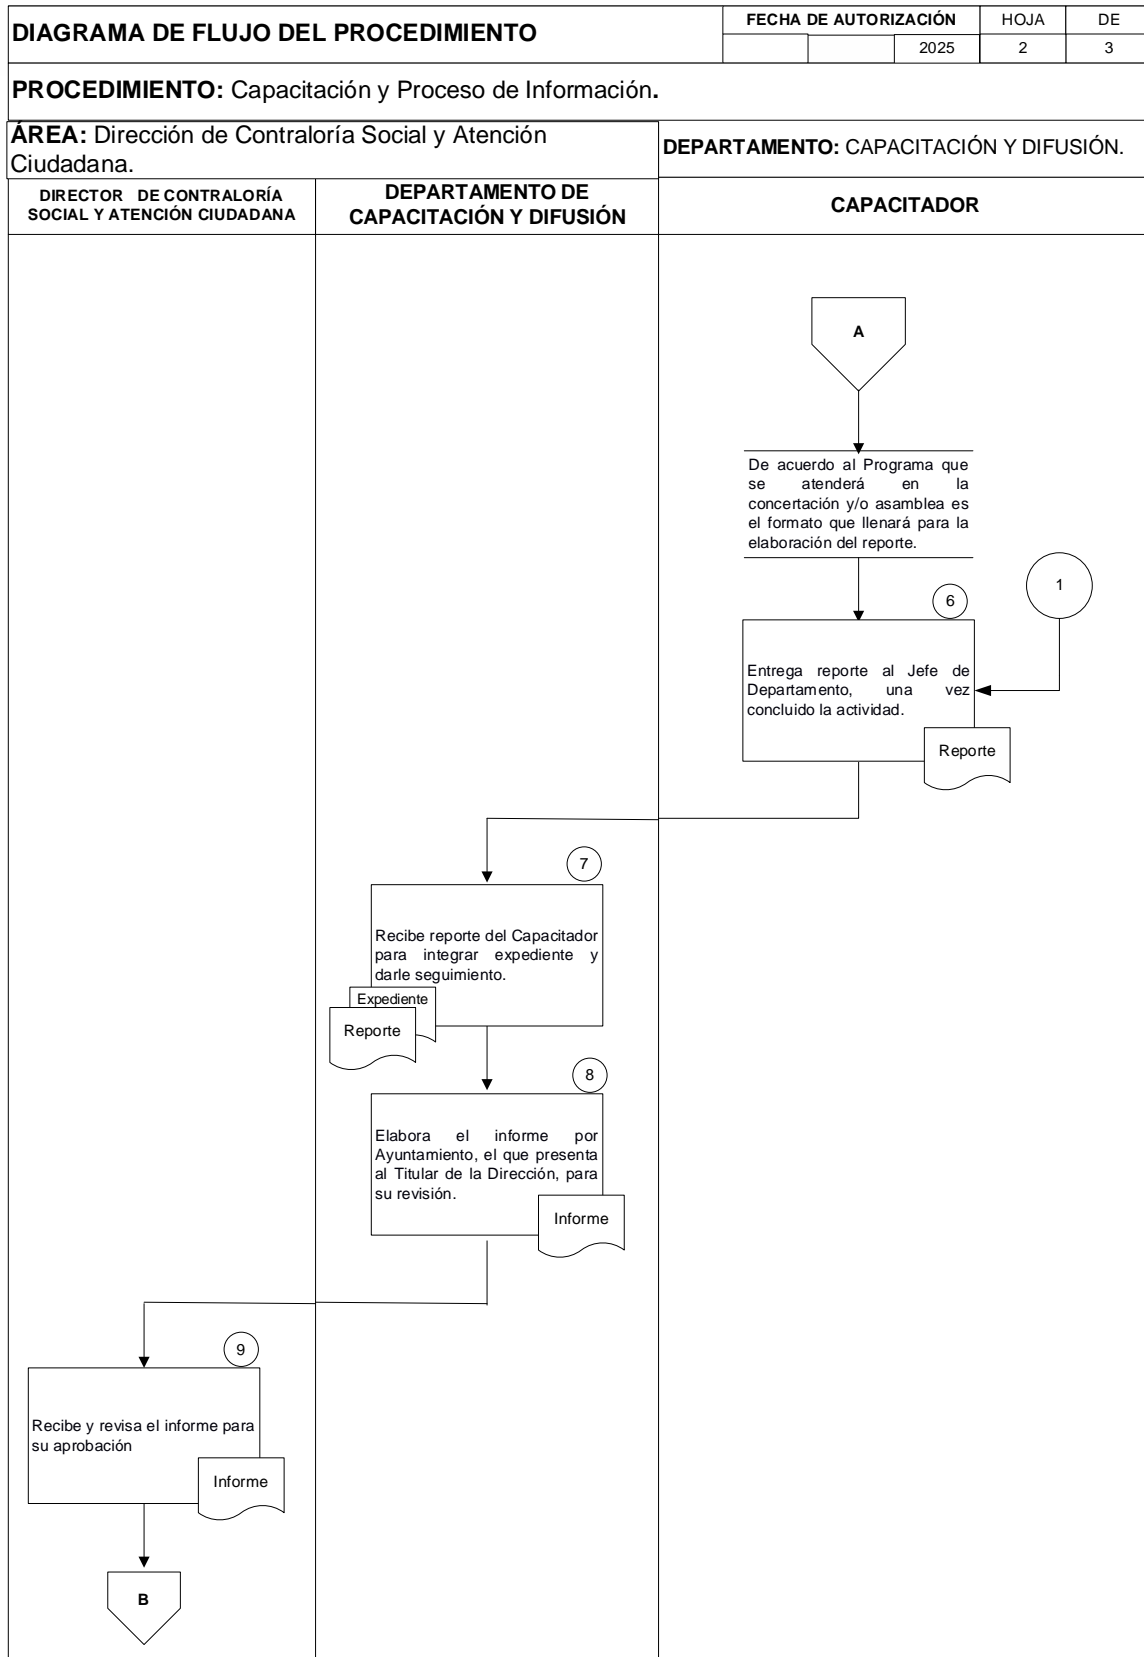 DIAGRAMA DE FLUJO DEL PROCEDIMIENTO
FECHA DE AUTORIZACIÓN
HOJA
DE
2025
2
3
PROCEDIMIENTO: Capacitación y Proceso de Información.
ÁREA: Dirección de Contraloría Social y Atención
Ciudadana.
DEPARTAMENTO: CAPACITACIÓN Y DIFUSIÓN.
DIRECTOR DE CONTRALORÍA
SOCIAL Y ATENCIÓN CIUDADANA
DEPARTAMENTO DE
CAPACITACIÓN Y DIFUSIÓN
CAPACITADOR
A
De acuerdo al Programa que
se atenderá en la
concertación y/o asamblea es
el formato que llenará para la
elaboración del reporte.
1
6
Entrega reporte al Jefe de
Departamento, una vez
concluido la actividad.
Reporte
7
Recibe reporte del Capacitador
para integrar expediente y
darle seguimiento.
Expediente
Reporte
8
Elabora el informe por
Ayuntamiento, el que presenta
al Titular de la Dirección, para
su revisión.
Informe
9
Recibe y revisa el informe para
su aprobación
Informe
B